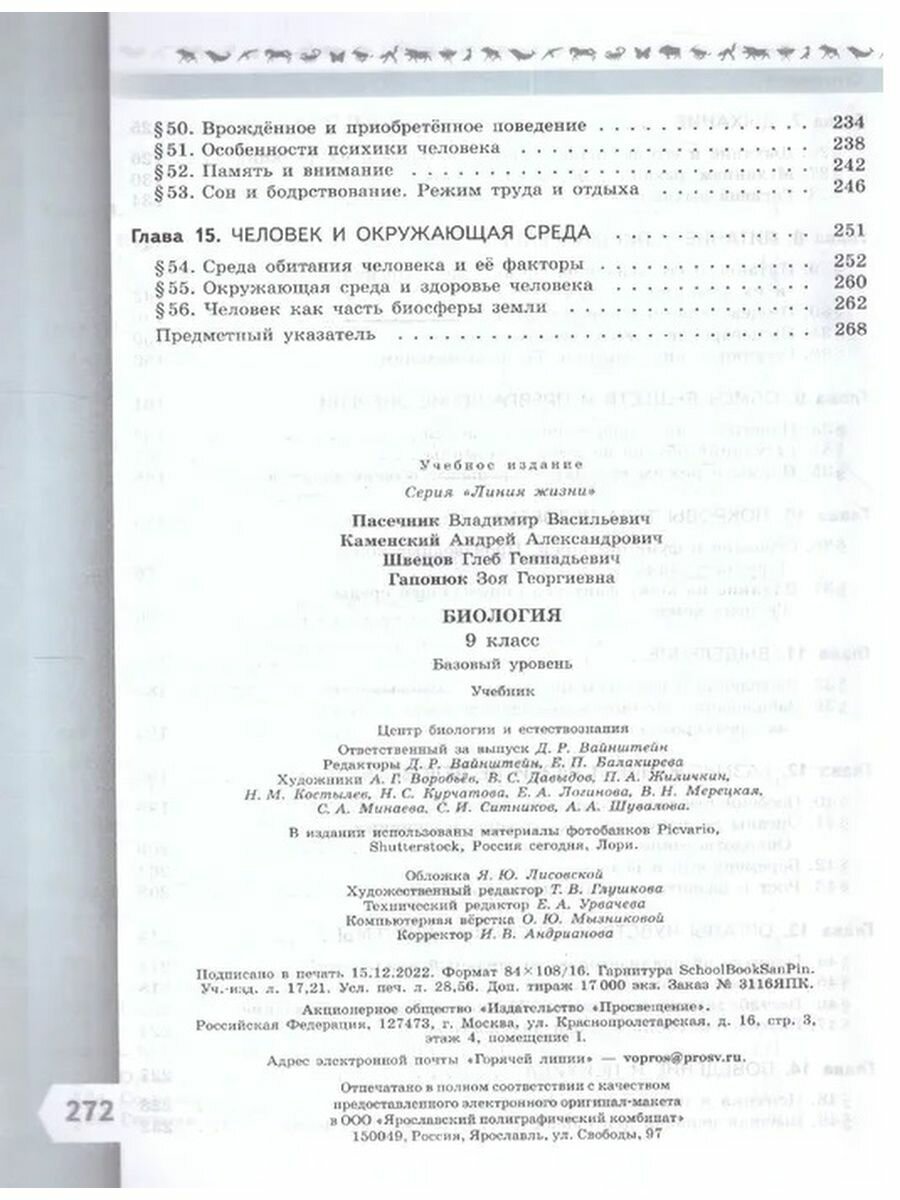 § 50. Врождённое и приобретённое поведение . . . . . . . . . . . . . . . . 234
§ 51. Особенности психики человека . . . . . . . . . . . . . . . . . . . . . 238
§ 52. Память и внимание . . . . . . . . . . . . . . . . . . . . . . . . . . . 242
§ 53. Сон и бодрствование. Режим труда и отдыха . . . . . . . . . . . . 246
Глава 15. ЧЕЛОВЕК И ОКРУЖАЮЩАЯ СРЕДА . . . . . . . . . . . . . . 251
§ 54. Среда обитания человека и её факторы . . . . . . . . . . . . . . . . 252
§ 55. Окружающая среда и здоровье человека . . . . . . . . . . . . . . . 260
§ 56. Человек как часть биосферы земли . . . . . . . . . . . . . . . . . . 262
Предметный указатель . . . . . . . . . . . . . . . . . . . . . . . . . . . . 268
Учебное издание
Серия «Линия жизни»
Пасечник Владимир Васильевич
Каменский Андрей Александрович
Швецов Глеб Геннадьевич
Гапонюк Зоя Георгиевна
БИОЛОГИЯ
9 класс
Базовый уровень
Учебник
Центр биологии и естествознания
Ответственный за выпуск Д. Р. Вайнштейн
Редакторы Д. Р. Вайнштейн, Е. П. Балакирева
Художники А. Г. Воробьёв, В. С. Давыдов, П. А. Жиличкин,
Н. М. Костылев, Н. С. Курчатова, Е. А. Логинова, В. Н. Мерецкая,
С. А. Минаева, С. И. Ситников, А. А. Шувалова.
В издании использованы материалы фотобанков Picvario,
Shutterstock, Россия сегодня, Лори.
Обложка Я. Ю. Лисовской
Художественный редактор Т. В. Глушкова
Технический редактор Е. А. Урвачева
Компьютерная вёрстка О. Ю. Мызниковой
Корректор И. В. Андрианова
Подписано в печать 15.12.2022. Формат 84×108/16. Гарнитура SchoolBookSanPin.
Уч.-изд. л. 17,21. Усл. печ. л. 28,56. Доп. тираж 17 000 экз. Заказ № 3116ЯПК.
Акционерное общество «Издательство «Просвещение».
Российская Федерация, 127473, г. Москва, ул. Краснопролетарская, д. 16, стр. 3,
этаж 4, помещение I.
Адрес электронной почты «Горячей линии» — vopros@prosv.ru.
Отпечатано в полном соответствии с качеством
предоставленного электронного оригинал-макета
в ООО «Ярославский полиграфический комбинат»
150049, Россия, Ярославль, ул. Свободы, 97
272